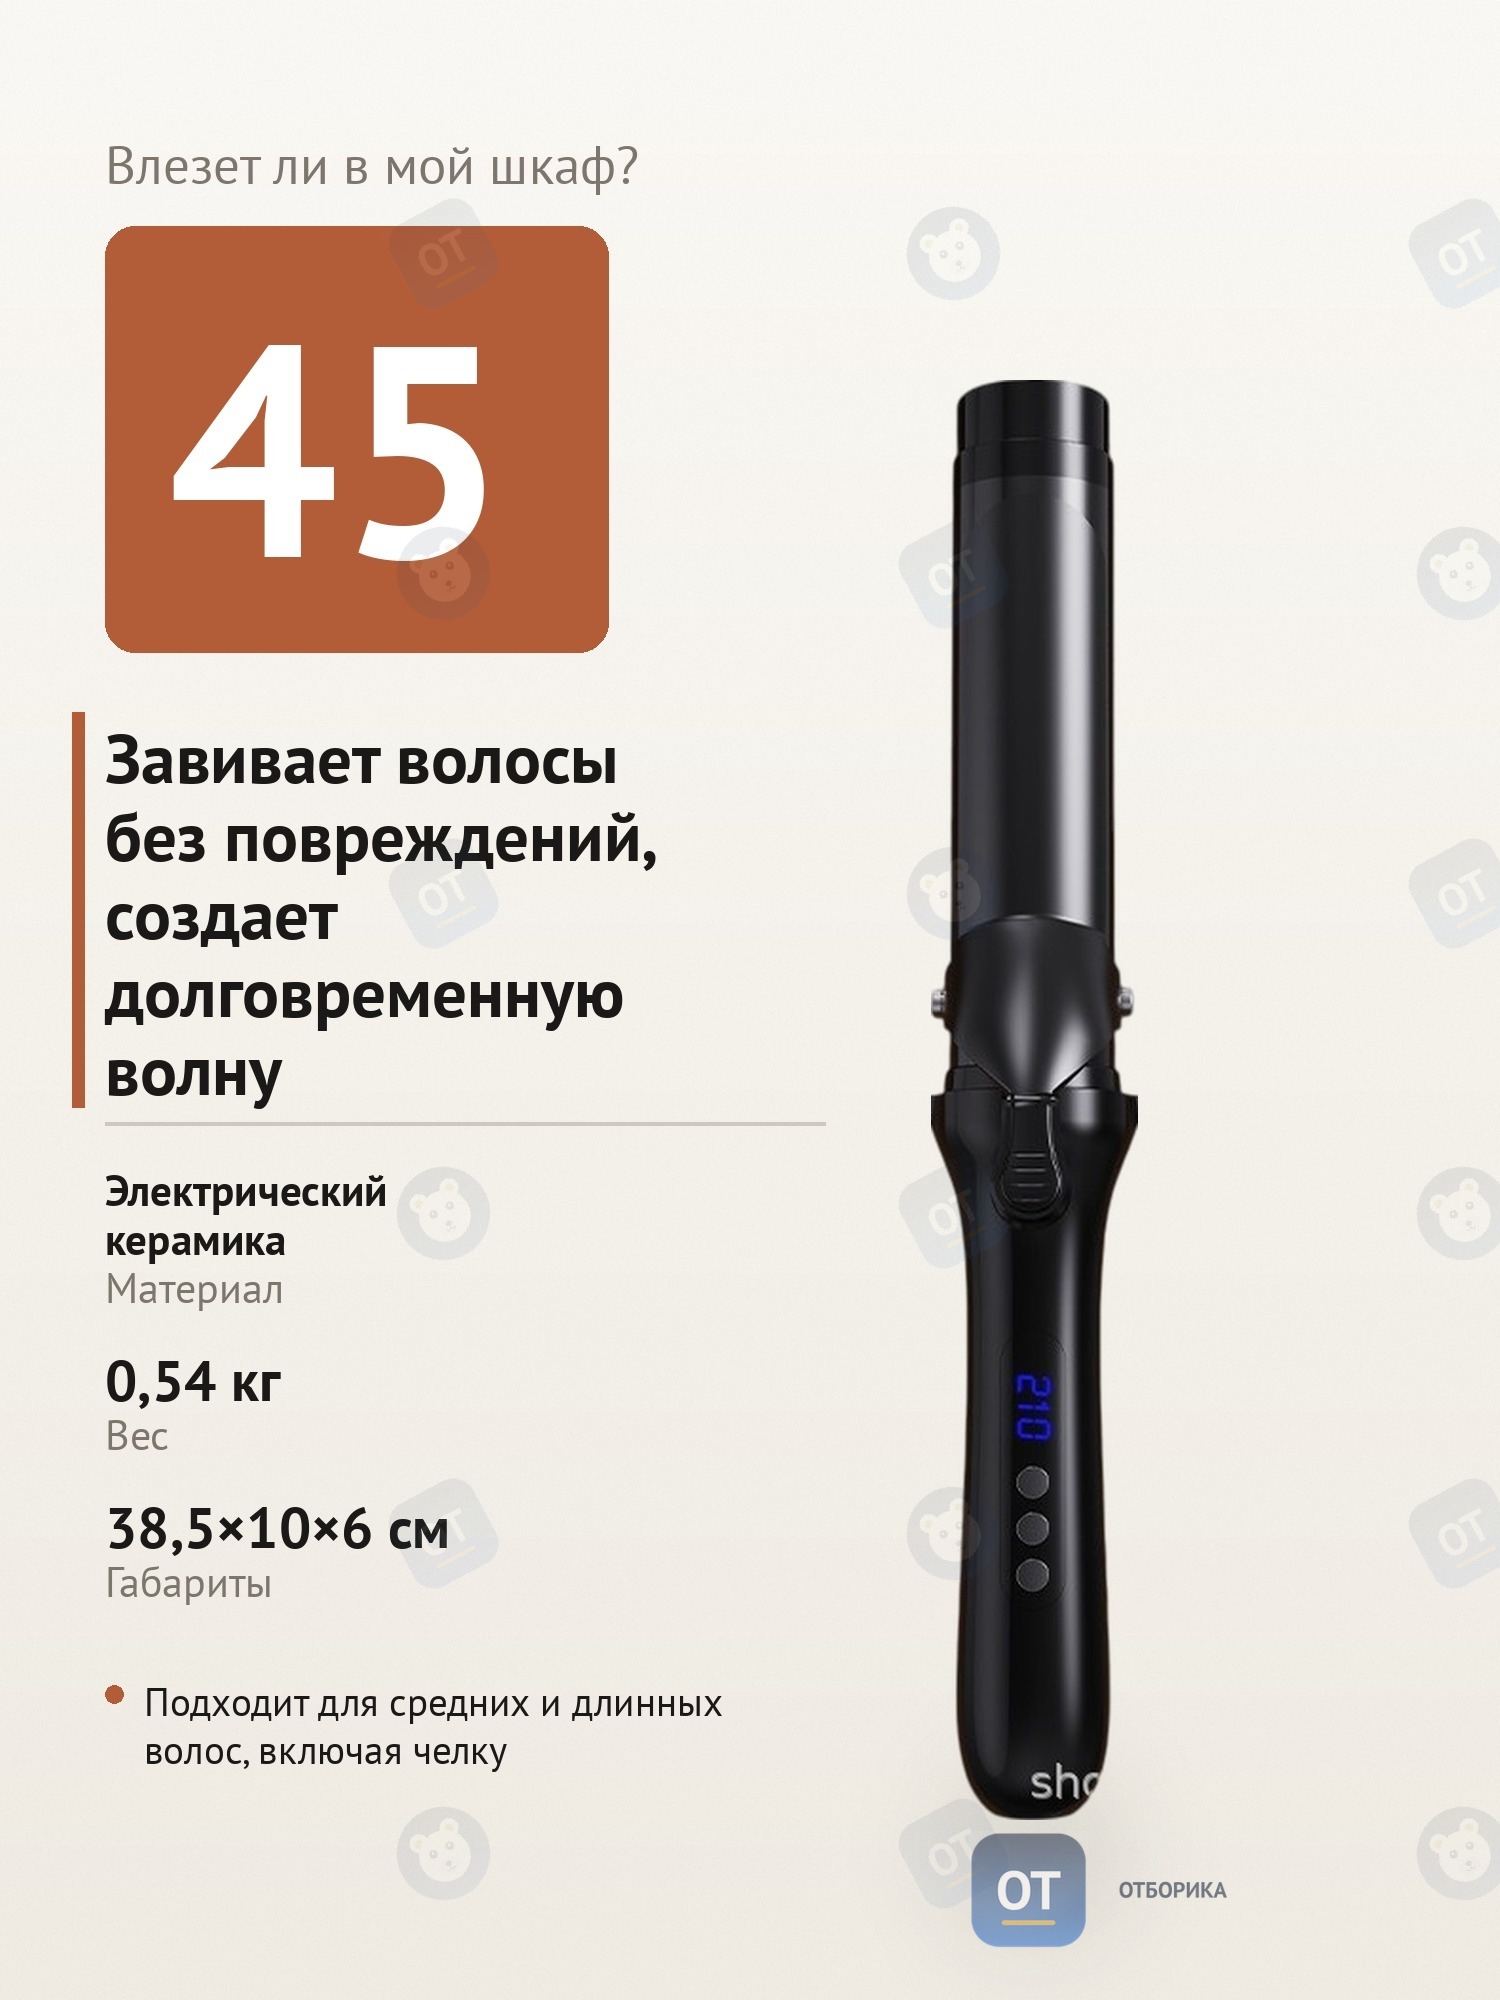 Влезет ли в мой шкаф?
45
Завивает волосы
без повреждений,
создает
долговременную
волну
Электрический
керамика
Материал
0,54 кг
Вес
38,5×10×6 см
Габариты
Подходит для средних и длинных
волос, включая челку
210
sho
ОТ
ОТБОРИКА